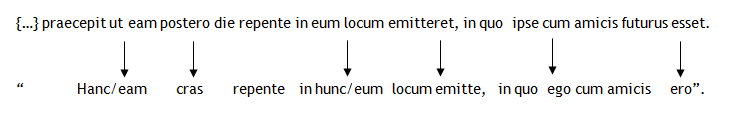 {…} praecepit ut eam postero die repente in eum locum emitteret, in quo ipse cum amicis futurus esset.
“ Hanc/eam cras repente in hunc/eum locum emitte, in quo ego cum amicis ero”.